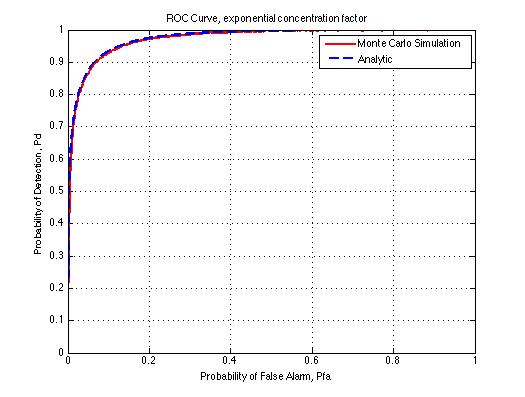 ROC Curve, exponential concentration factor
Monte Carlo Simulation
Analytic
Probability of Detection, Pd
1
0.9
0.8
0.7
0.6
0.5
0.4
0.3
0.2
0.1
0
0 0.2 0.4 0.6 0.8 1
Probability of False Alarm, Pfa